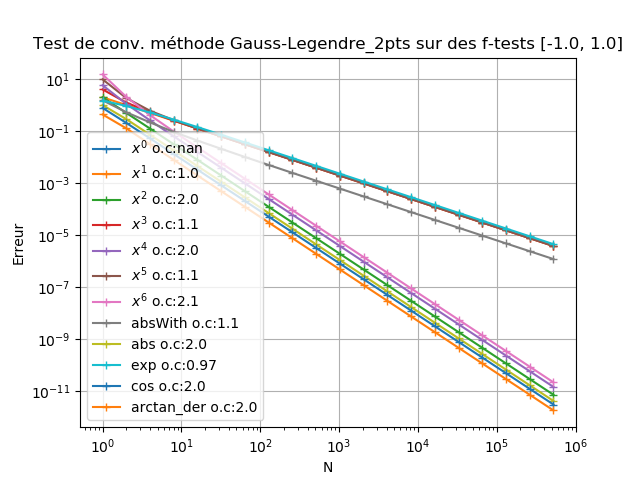 Test de conv. méthode Gauss-Legendre_2pts sur des f-tests [-1.0, 1.0]
10¹
10⁻¹
10⁻³
10⁻⁵
10⁻⁷
10⁻⁹
10⁻¹¹
Erreur
x⁰ o.c:nan
x¹ o.c:1.0
x² o.c:2.0
x³ o.c:1.1
x⁴ o.c:2.0
x⁵ o.c:1.1
x⁶ o.c:2.1
absWith o.c:1.1
abs o.c:2.0
exp o.c:0.97
cos o.c:2.0
arctan_der o.c:2.0
10⁰ 10¹ 10² 10³ 10⁴ 10⁵ 10⁶
N